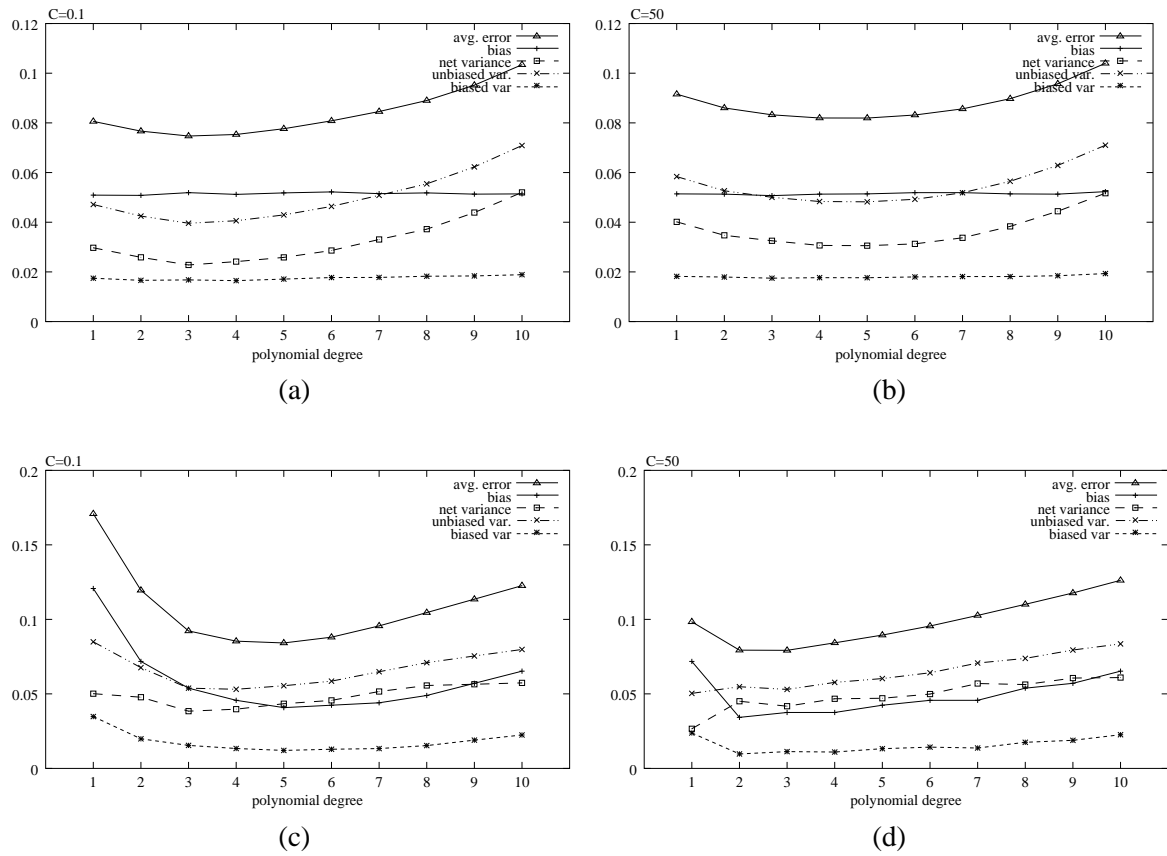 C=0.1
0.12
0.1
0.08
0.06
0.04
0.02
0
avg. error
bias
net variance
unbiased var.
biased var
1 2 3 4 5 6 7 8 9 10
polynomial degree
(a)
C=50
0.12
0.1
0.08
0.06
0.04
0.02
0
avg. error
bias
net variance
unbiased var.
biased var
1 2 3 4 5 6 7 8 9 10
polynomial degree
(b)
C=0.1
0.2
0.15
0.1
0.05
0
avg. error
bias
net variance
unbiased var.
biased var
1 2 3 4 5 6 7 8 9 10
polynomial degree
(c)
C=50
0.2
0.15
0.1
0.05
0
avg. error
bias
net variance
unbiased var.
biased var
1 2 3 4 5 6 7 8 9 10
polynomial degree
(d)